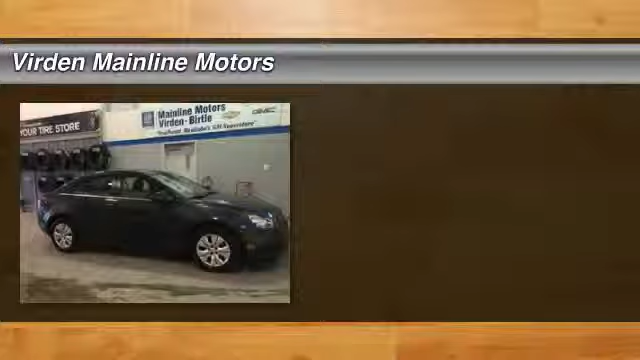 Virden Mainline Motors
YOUR TIRE STORE
Mainline Motors
GMC
Virden - Birtle